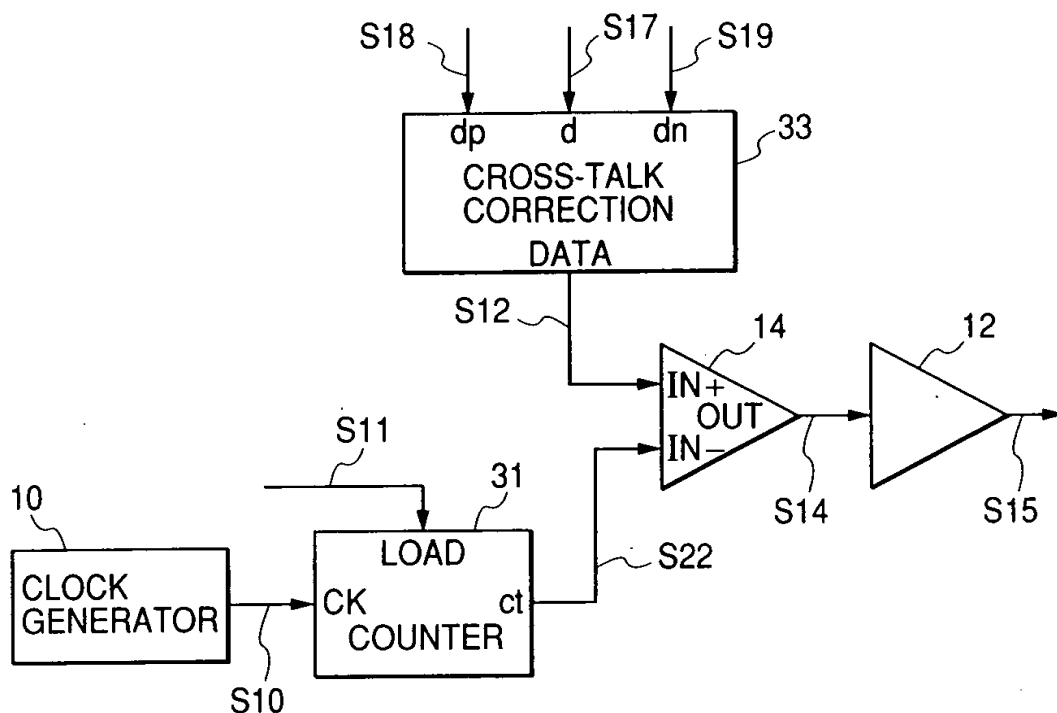 S18
S17
S19
33
dp d dn
CROSS-TALK
CORRECTION
DATA
S12
14
12
IN+
OUT
IN-
S14
S15
S11
31
10
LOAD
CLOCK
GENERATOR
CK
ct
COUNTER
S10
S22